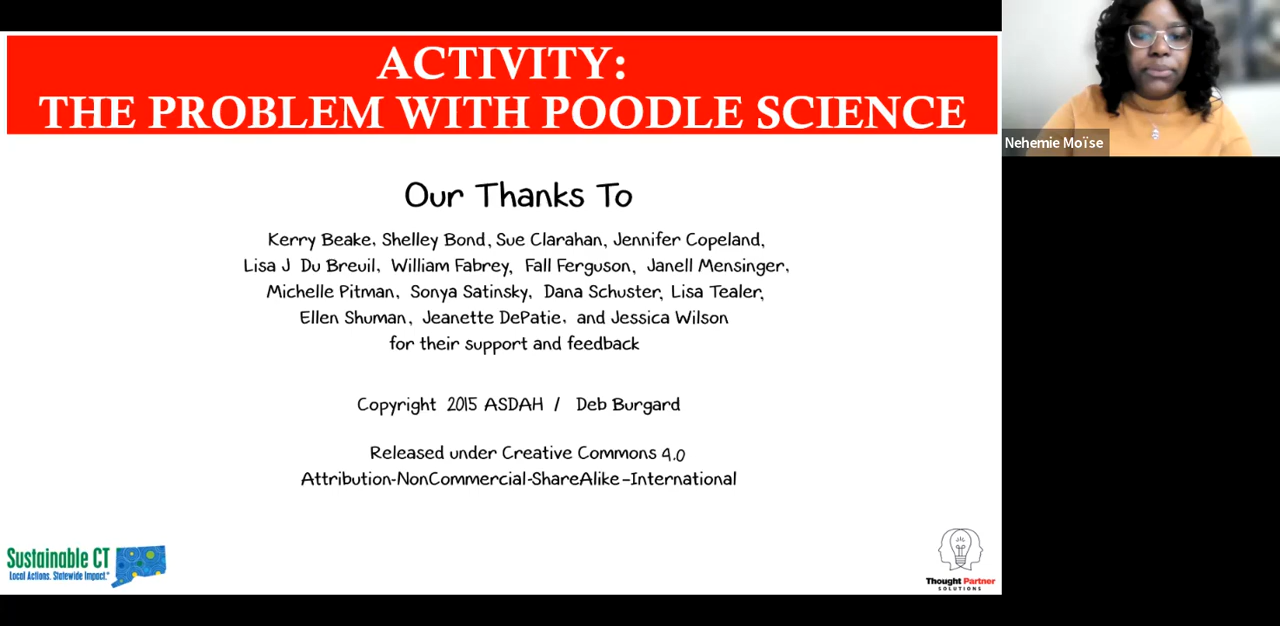 ACTIVITY:
THE PROBLEM WITH POODLE SCIENCE
Nehemie Moïse
Our Thanks To
Kerry Beake, Shelley Bond, Sue Clarahan, Jennifer Copeland,
Lisa J Du Breuil, William Fabrey, Fall Ferguson, Janell Mensinger,
Michelle Pitman, Sonya Satinsky, Dana Schuster, Lisa Tealer,
Ellen Shuman, Jeanette DePatie, and Jessica Wilson
for their support and feedback
Copyright 2015 ASDAH / Deb Burgard
Released under Creative Commons 4.0
Attribution-NonCommercial-ShareAlike-International
Sustainable CT
Local Actions. Statewide Impact.
Thought Partner
SOLUTIONS